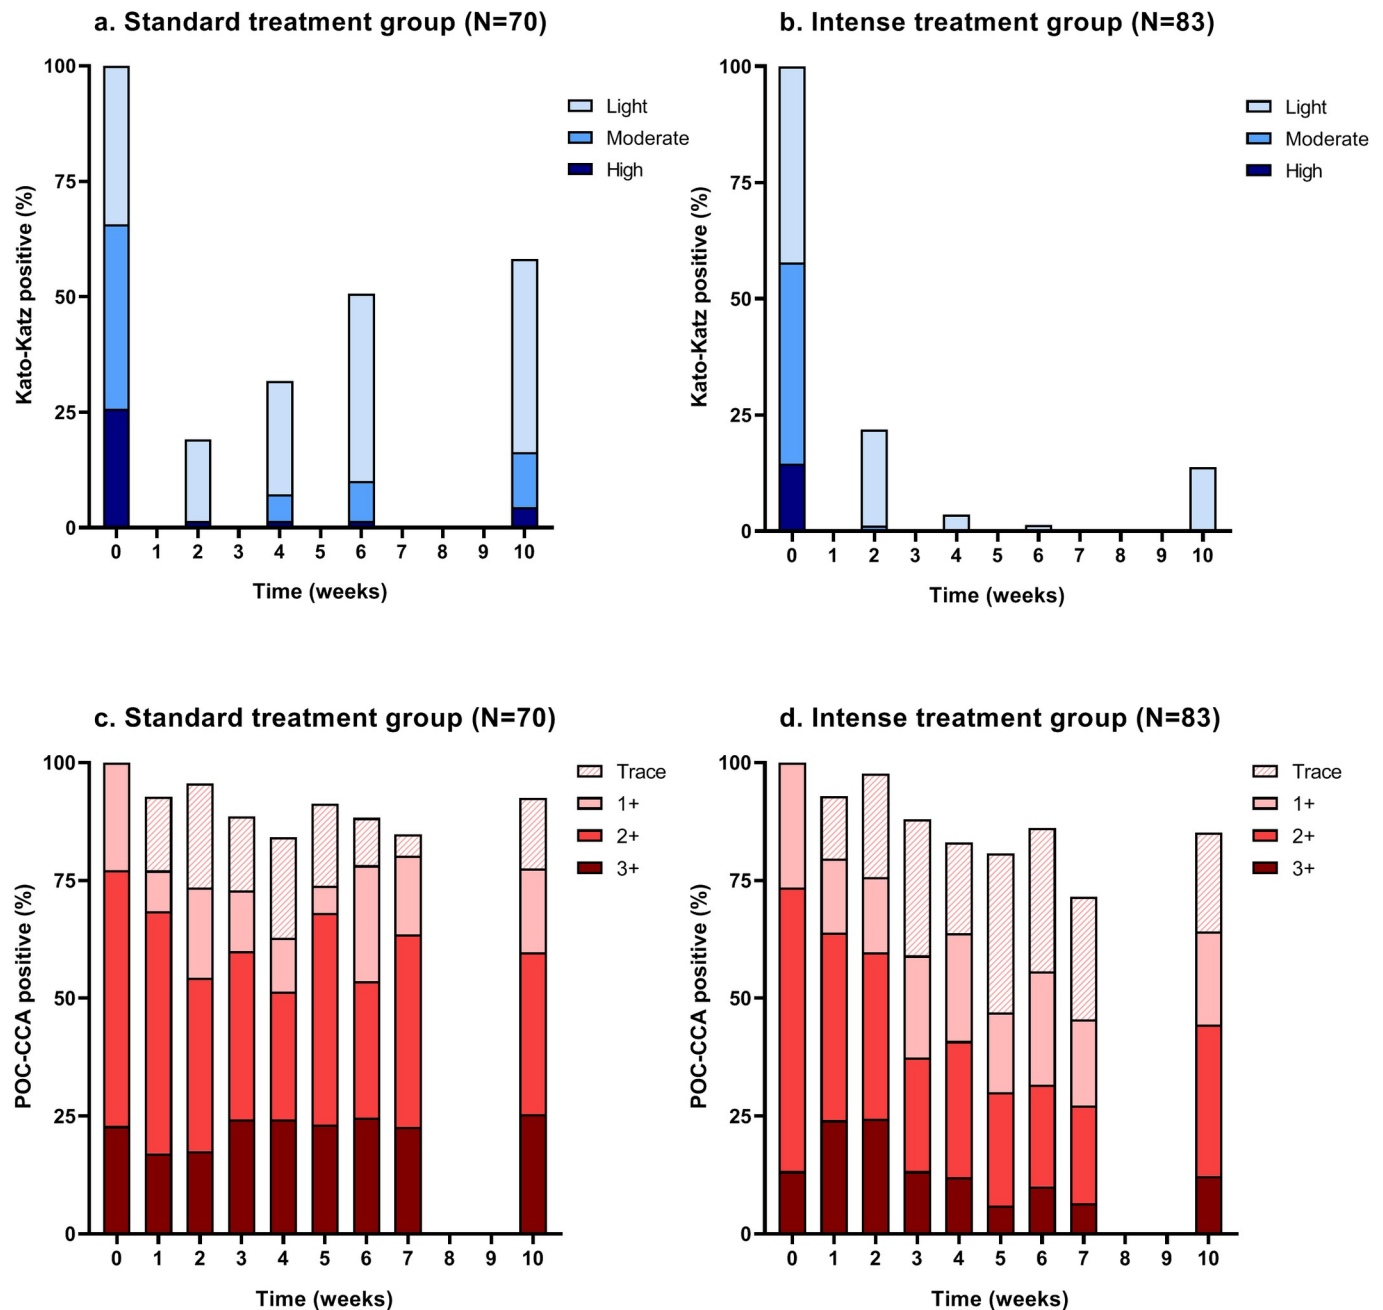 a. Standard treatment group (N=70)
Kato-Katz positive (%)
100
75
50
25
0
0 1 2 3 4 5 6 7 8 9 10
Time (weeks)
Light
Moderate
High
b. Intense treatment group (N=83)
Kato-Katz positive (%)
100
75
50
25
0
0 1 2 3 4 5 6 7 8 9 10
Time (weeks)
Light
Moderate
High
c. Standard treatment group (N=70)
POC-CCA positive (%)
100
75
50
25
0
0 1 2 3 4 5 6 7 8 9 10
Time (weeks)
Trace
1+
2+
3+
d. Intense treatment group (N=83)
POC-CCA positive (%)
100
75
50
25
0
0 1 2 3 4 5 6 7 8 9 10
Time (weeks)
Trace
1+
2+
3+